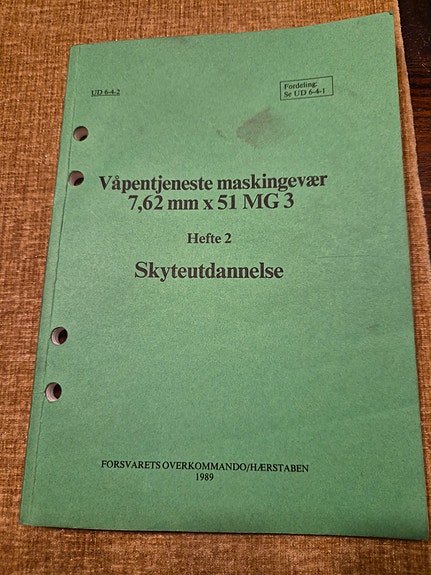 UD 6-4-2
Fordeling:
Se UD 6-4-1
Våpentjeneste maskingevær
7,62 mm x 51 MG 3
Hefte 2
Skyteutdannelse
FORSVARETS OVERKOMMANDO/HÆRSTABEN
1989